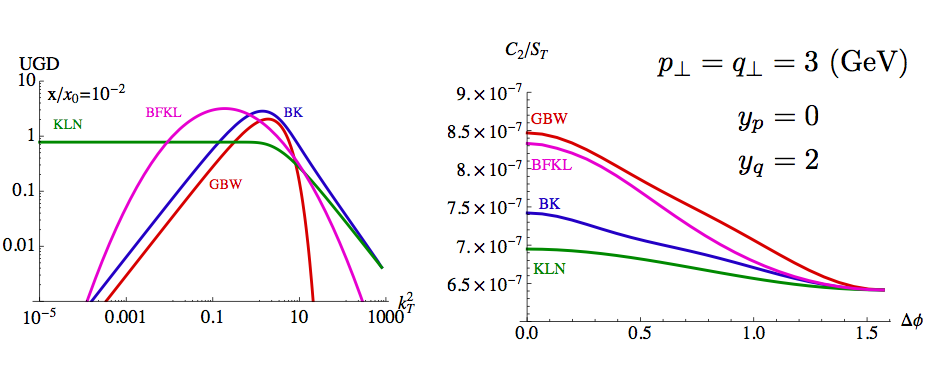 UGD
10
x/x₀=10⁻²
KLN
BFKL
BK
1
GBW
0.1
0.01
10⁻⁵
0.001
0.1
10
1000
k_T²
C₂/S_T
p⊥ = q⊥ = 3 (GeV)
y_p = 0
y_q = 2
9. × 10⁻⁷
8.5 × 10⁻⁷
8. × 10⁻⁷
7.5 × 10⁻⁷
7. × 10⁻⁷
6.5 × 10⁻⁷
GBW
BFKL
BK
KLN
0.0
0.5
1.0
1.5
Δϕ